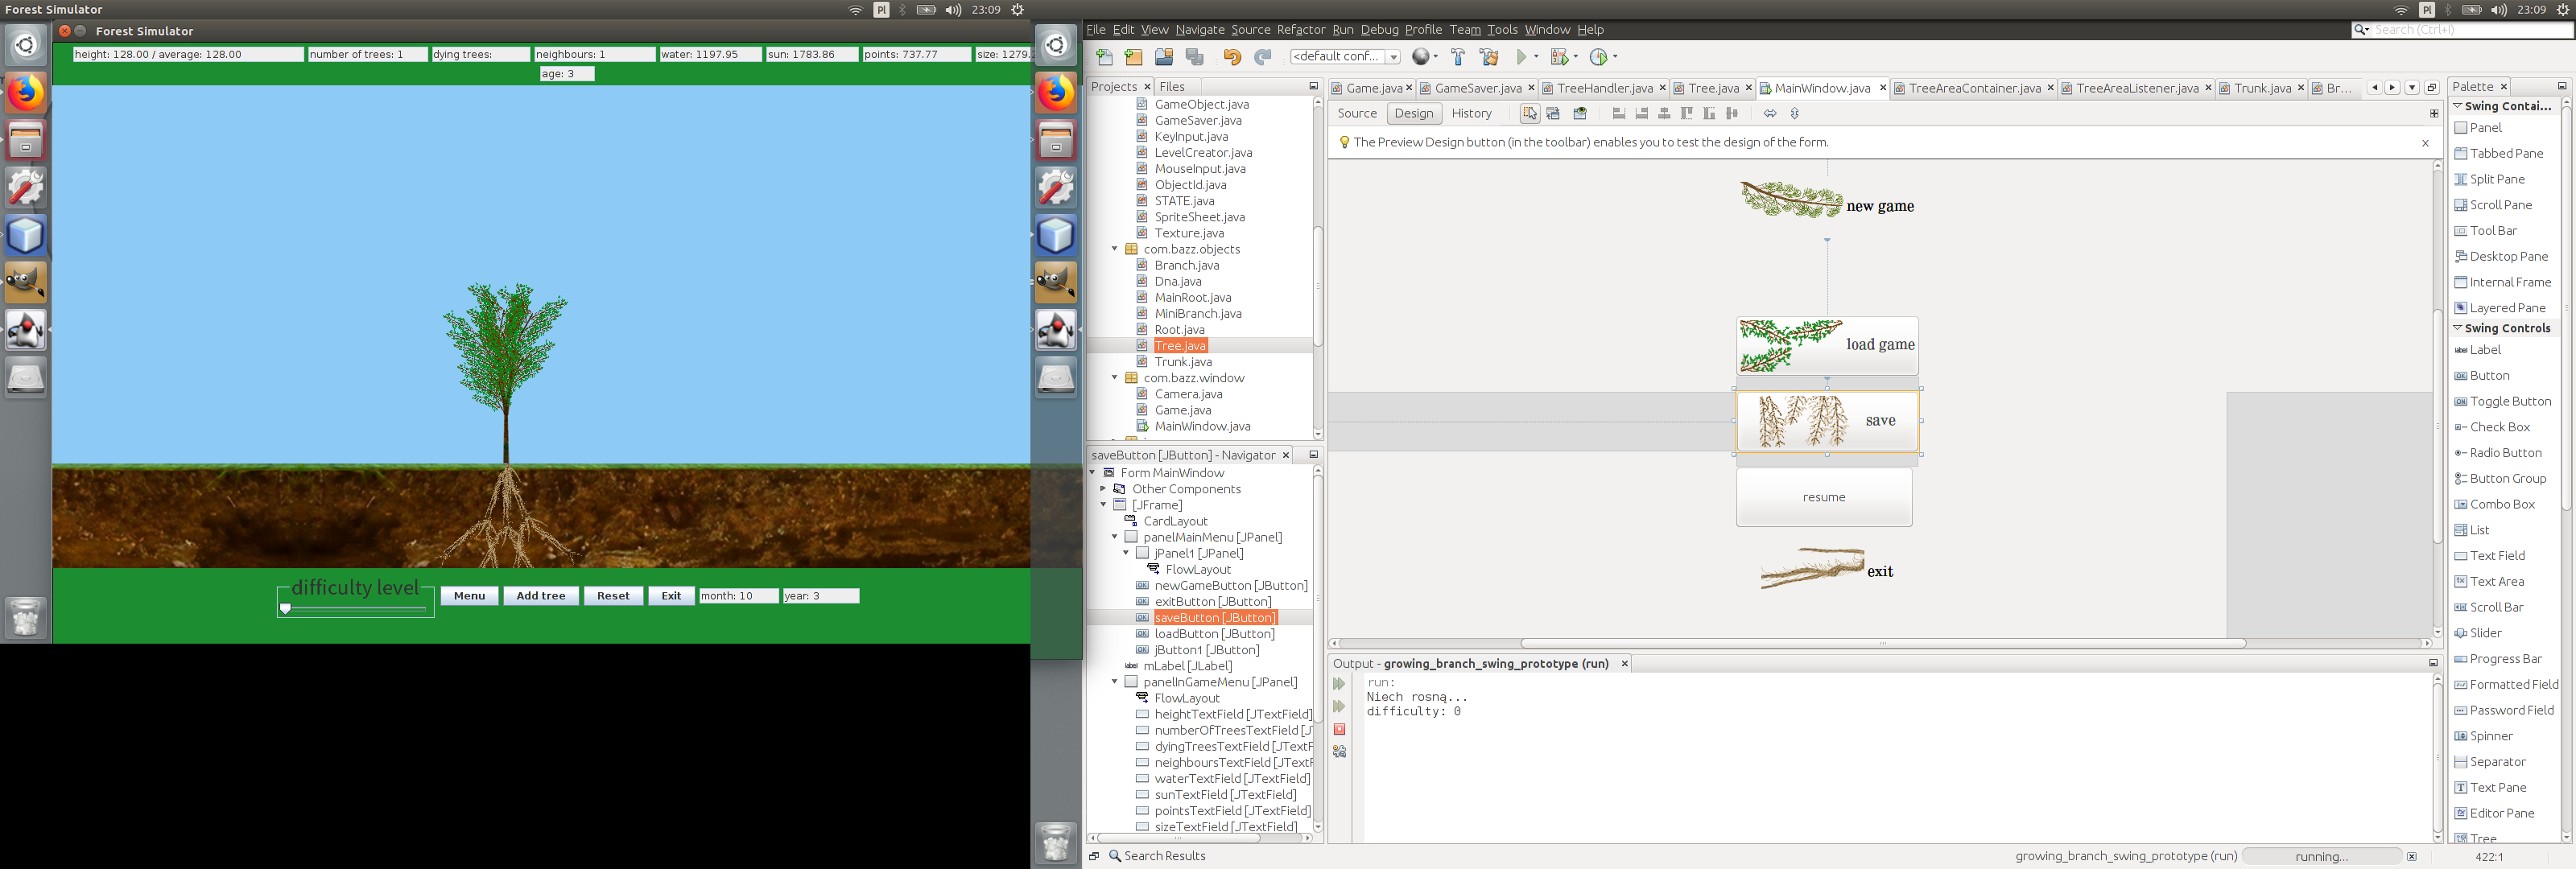 Forest Simulator
Pl
23:09
Forest Simulator
height: 128.00 / average: 128.00
number of trees: 1
dying trees:
neighbours: 1
water: 1197.95
sun: 1783.86
points: 737.77
size: 1279.
age: 3
difficulty level
Menu
Add tree
Reset
Exit
month: 10
year: 3
Pl
23:09
File Edit View Navigate Source Refactor Run Debug Profile Team Tools Window Help
Search (Ctrl+I)
<default conf...
Projects
Files
GameObject.java
GameSaver.java
KeyInput.java
LevelCreator.java
MouseInput.java
ObjectId.java
STATE.java
SpriteSheet.java
Texture.java
com.bazz.objects
Branch.java
Dna.java
MainRoot.java
MiniBranch.java
Root.java
Tree.java
Trunk.java
com.bazz.window
Camera.java
Game.java
MainWindow.java
saveButton [JButton] - Navigator
Form MainWindow
Other Components
[JFrame]
CardLayout
panelMainMenu [JPanel]
jPanel1 [JPanel]
FlowLayout
newGameButton [JButton]
exitButton [JButton]
saveButton [JButton]
loadButton [JButton]
jButton1 [JButton]
mLabel [JLabel]
panelInGameMenu [JPanel]
FlowLayout
heightTextField [JTextField]
numberOfTreesTextField [JT
dyingTreesTextField [JTextF
neighboursTextField [JTextF
waterTextField [JTextField]
sunTextField [JTextField]
pointsTextField [JTextField]
sizeTextField [JTextField]
Search Results
Game.java
GameSaver.java
TreeHandler.java
Tree.java
MainWindow.java
TreeAreaContainer.java
TreeAreaListener.java
Trunk.java
Br...
Source
Design
History
The Preview Design button (in the toolbar) enables you to test the design of the form.
new game
load game
save
resume
exit
Output - growing_branch_swing_prototype (run)
run:
Niech rosną...
difficulty: 0
growing_branch_swing_prototype (run)
running...
422:1
Palette
Swing Contai...
Panel
Tabbed Pane
Split Pane
Scroll Pane
Tool Bar
Desktop Pane
Internal Frame
Layered Pane
Swing Controls
Label
Button
Toggle Button
Check Box
Radio Button
Button Group
Combo Box
List
Text Field
Text Area
Scroll Bar
Slider
Progress Bar
Formatted Field
Password Field
Spinner
Separator
Text Pane
Editor Pane
Tree